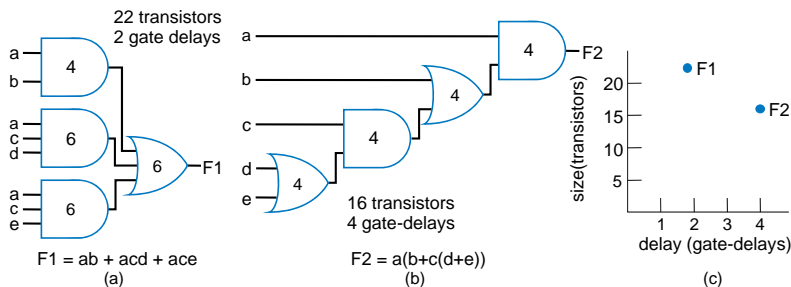 22 transistors
2 gate delays
a
b
4
a
c
d
6
a
c
e
6
6
F1
F1 = ab + acd + ace
(a)
a
4
F2
b
4
c
4
d
e
4
16 transistors
4 gate-delays
F2 = a(b+c(d+e))
(b)
size(transistors)
20
15
10
5
F1
F2
1 2 3 4
delay (gate-delays)
(c)